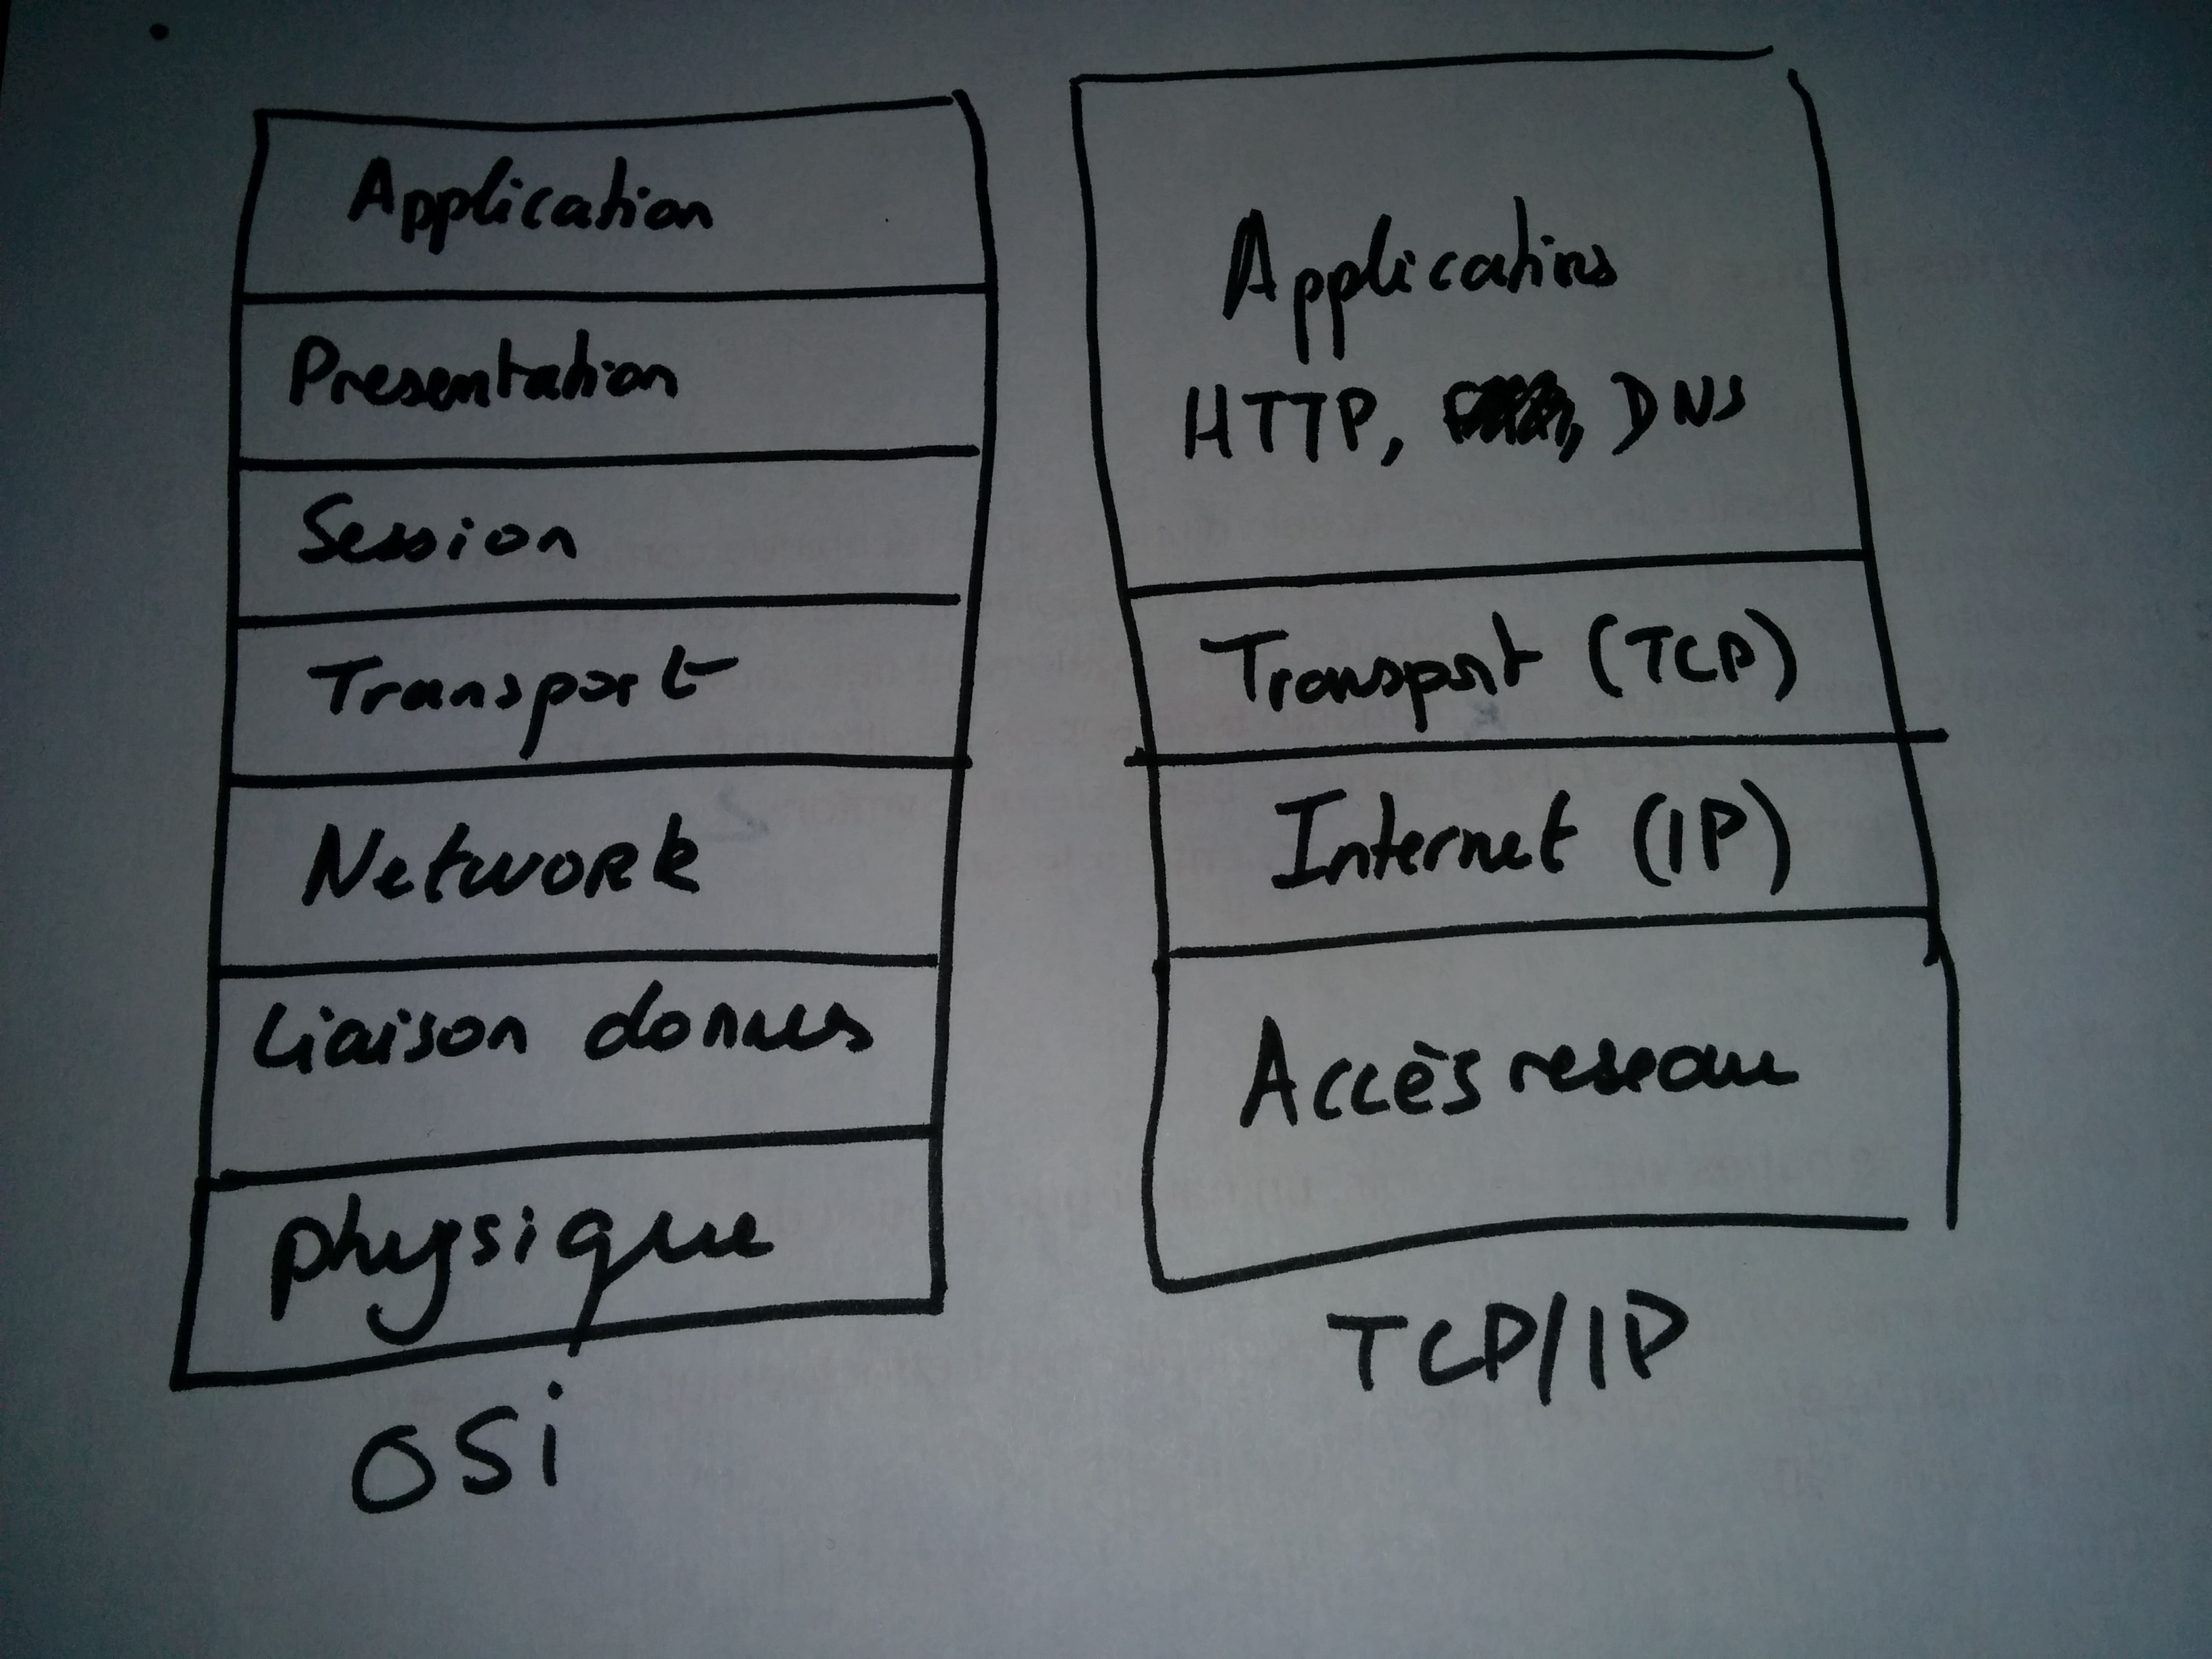 Application
Presentation
Session
Transport
Network
Liaison donnes
physique
OSi
Applications
HTTP, DNS
Transport (TCP)
Internet (IP)
Accès reseau
TCP/IP